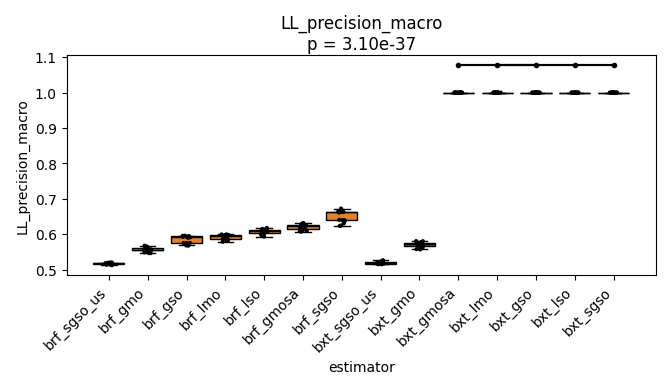 LL_precision_macro
p = 3.10e-37
LL_precision_macro
1.1
1.0
0.9
0.8
0.7
0.6
0.5
brf_sgso_us
brf_gmo
brf_gso
brf_lmo
brf_lso
brf_gmosa
brf_sgso
bxt_sgso_us
bxt_gmo
bxt_gmosa
bxt_lmo
bxt_gso
bxt_lso
bxt_sgso
estimator